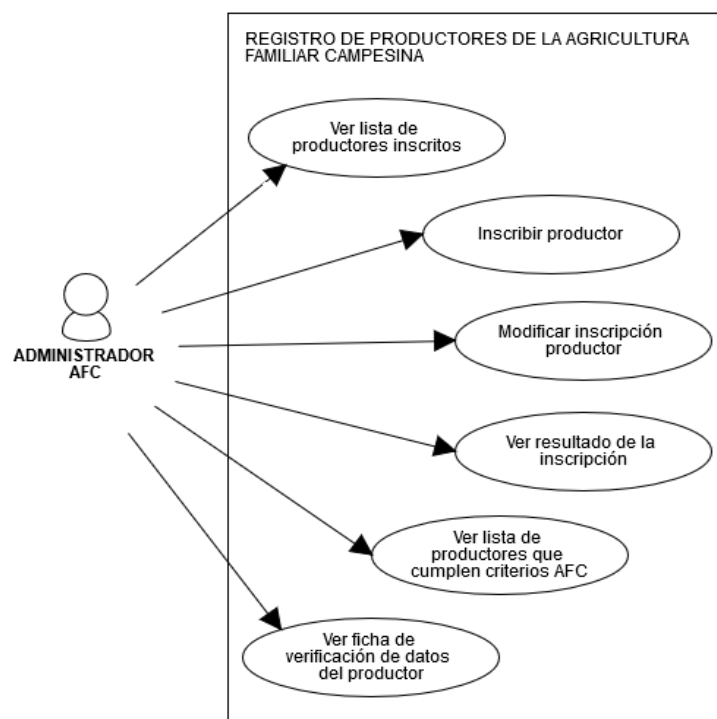 REGISTRO DE PRODUCTORES DE LA AGRICULTURA
FAMILIAR CAMPESINA
Ver lista de
productores inscritos
Inscribir productor
ADMINISTRADOR
AFC
Modificar inscripción
productor
Ver resultado de la
inscripción
Ver lista de
productores que
cumplen criterios AFC
Ver ficha de
verificación de datos
del productor